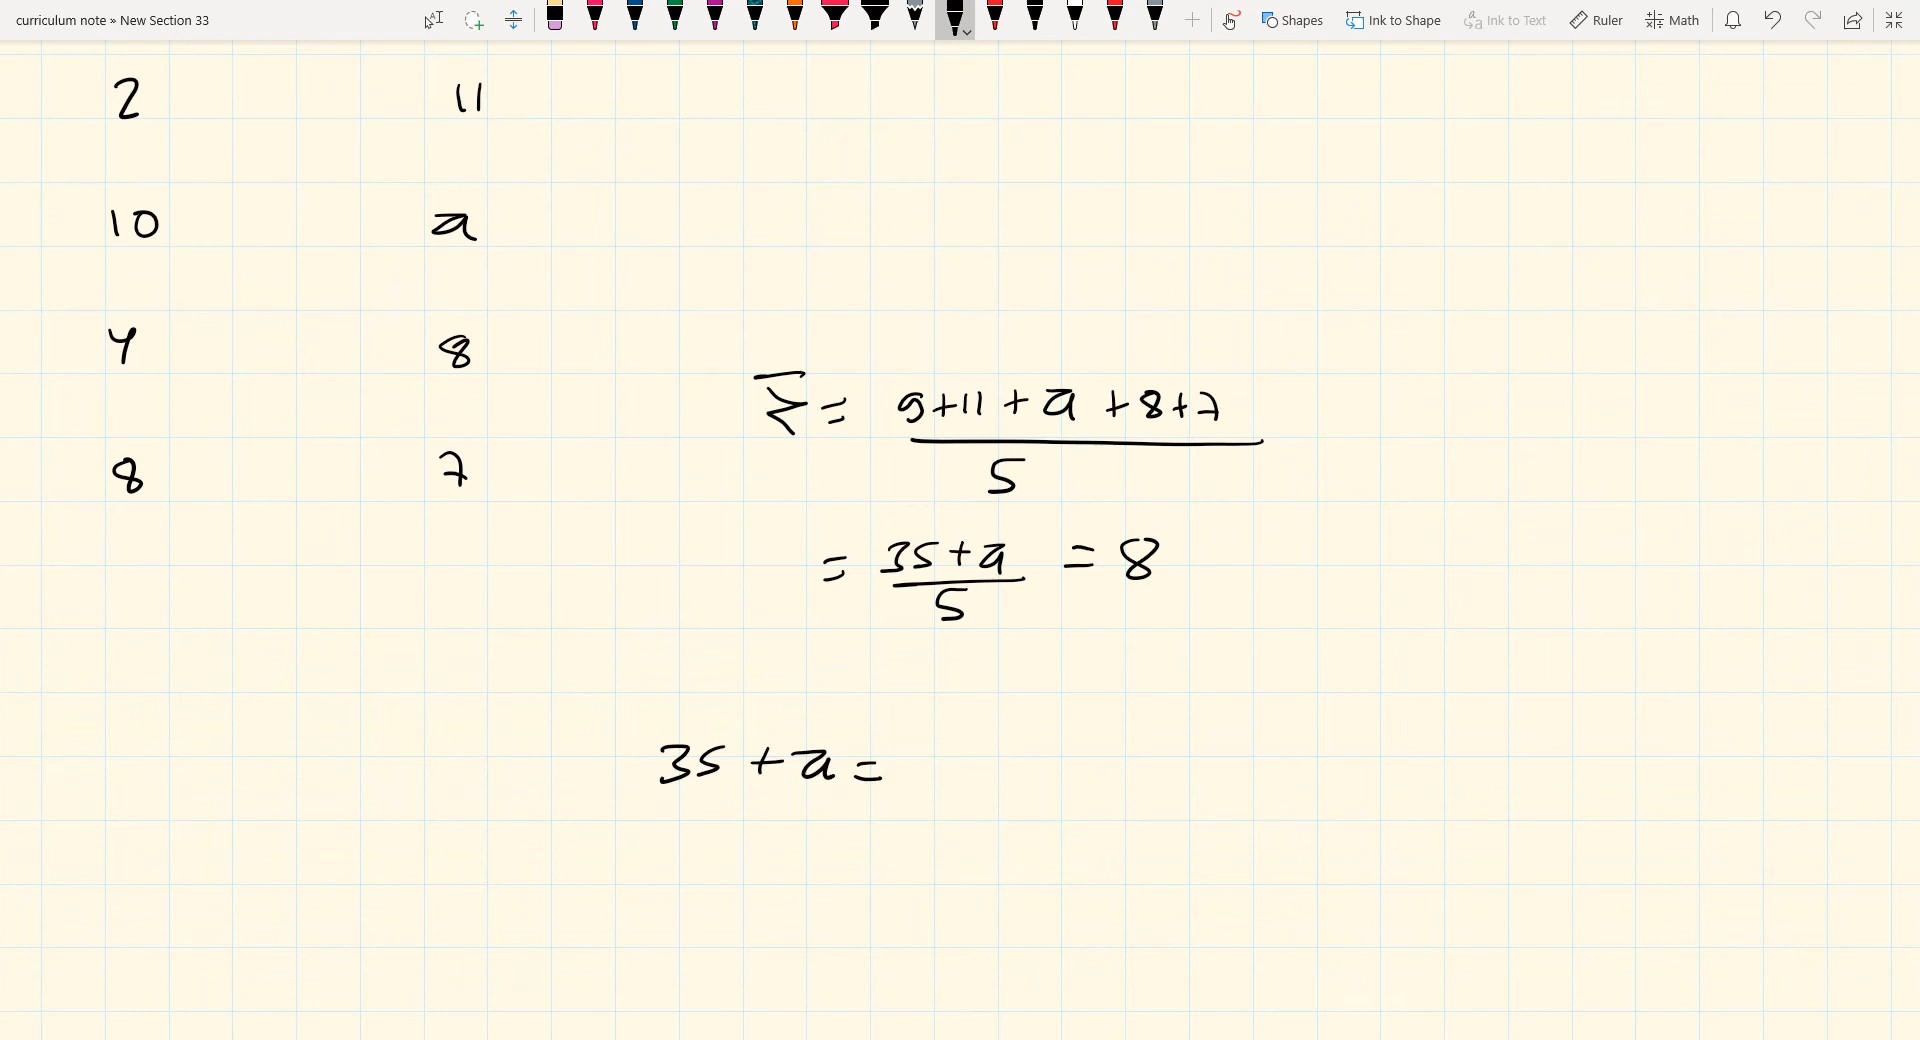 curriculum note » New Section 33
Shapes Ink to Shape Ink to Text Ruler Math
2 11
10 a
4 8
8 7
Σ̅ = 9+11 + a + 8+7
5
= 35+a = 8
5
35 + a =